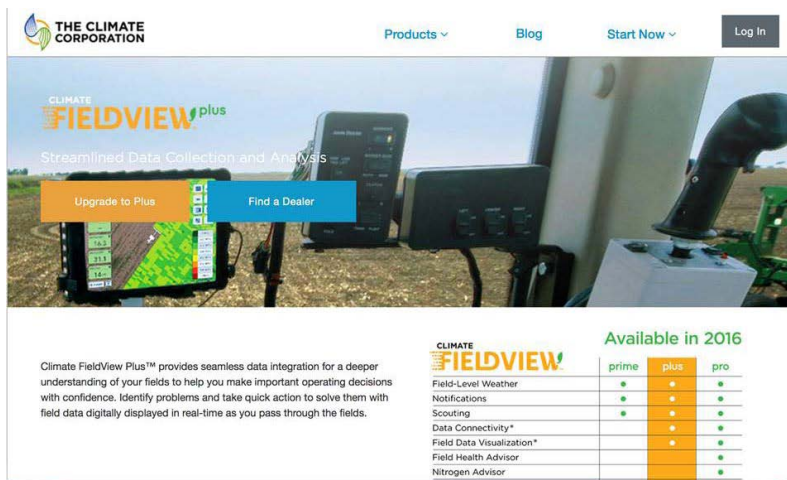 THE CLIMATE
CORPORATION
Products
Blog
Start Now
Log In
CLIMATE
FIELDVIEW plus
Streamlined Data Collection and Analysis
Upgrade to Plus
Find a Dealer
Climate FieldView Plus™ provides seamless data integration for a deeper
understanding of your fields to help you make important operating decisions
with confidence. Identify problems and take quick action to solve them with
field data digitally displayed in real-time as you pass through the fields.
CLIMATE
FIELDVIEW
Available in 2016
prime plus pro
Field-Level Weather
Notifications
Scouting
Data Connectivity*
Field Data Visualization*
Field Health Advisor
Nitrogen Advisor